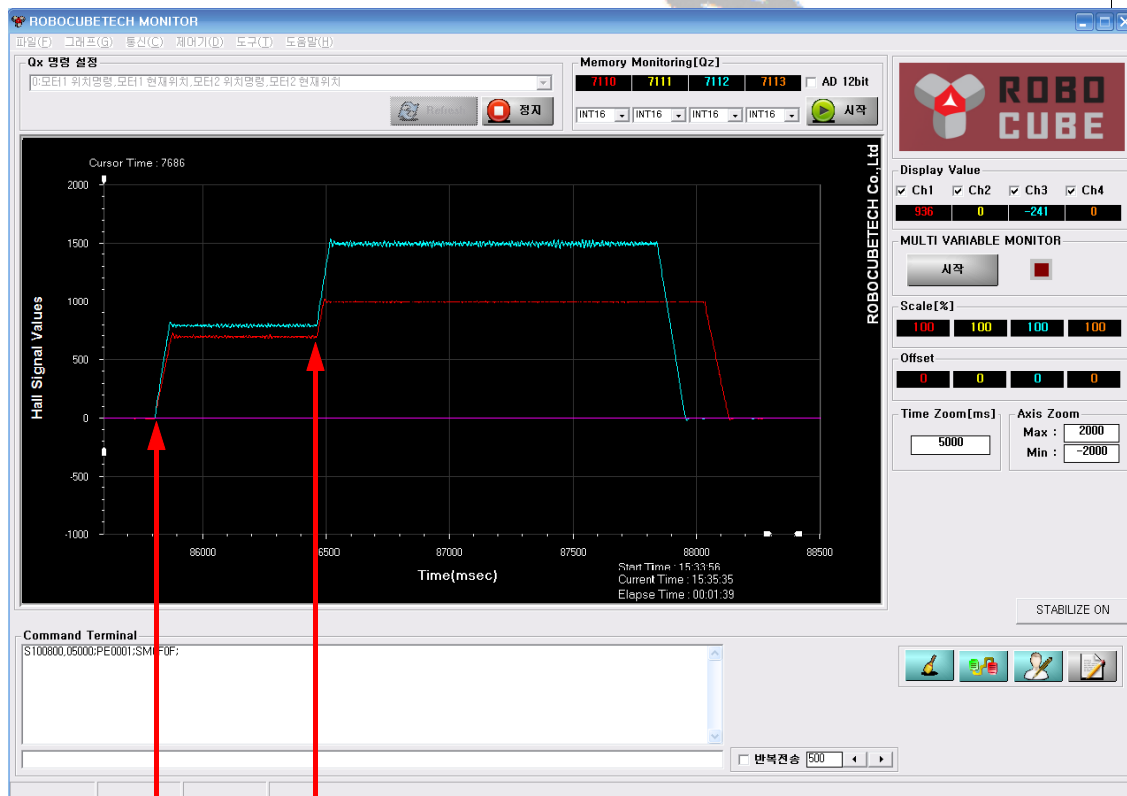 ROBOCUBETECH MONITOR
파일(F) 그래프(G) 통신(C) 제어기(D) 도구(T) 도움말(H)
Qx 명령 설정
0:모터1 위치명령,모터1 현재위치,모터2 위치명령,모터2 현재위치
정지
Memory Monitoring[Qz]
7110 7111 7112 7113 AD 12bit
INT16 INT16 INT16 INT16 시작
ROBO
CUBE
Cursor Time : 7686
2000
1500
1000
500
0
-500
-1000
Hall Signal Values
86000 6500 87000 87500 88000 88500
Time(msec)
Start Time : 15:33:56
Current Time : 15:35:35
Elapse Time : 00:01:39
ROBOCUBETECH Co.,Ltd
Display Value
Ch1 Ch2 Ch3 Ch4
936 0 -241 0
MULTI VARIABLE MONITOR
시작
Scale[%]
100 100 100 100
Offset
0 0 0 0
Time Zoom[ms]
5000
Axis Zoom
Max : 2000
Min : -2000
STABILIZE ON
Command Terminal
S100800,05000;PE0001;SM0F0F;
반복전송 500